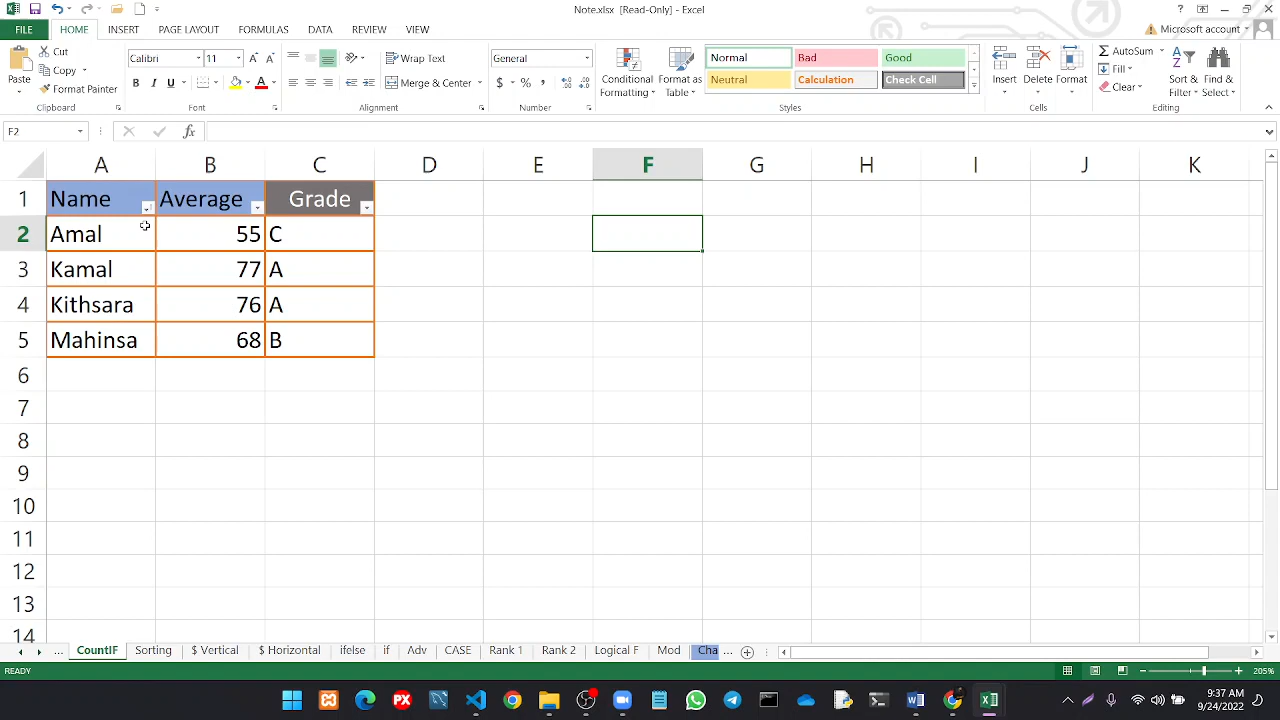 Note.xlsx [Read-Only] - Excel
FILE HOME INSERT PAGE LAYOUT FORMULAS DATA REVIEW VIEW Microsoft account
Paste Cut Copy Format Painter
Clipboard
Calibri 11
B I U A
Font
Wrap Text
Merge & Center
Alignment
General
$ % ,
Number
Conditional Formatting
Format as Table
Normal Bad Good
Neutral Calculation Check Cell
Styles
Insert Delete Format
Cells
AutoSum
Fill
Clear
Sort & Filter
Find & Select
Editing
F2 fx
A B C D E F G H I J K
1 Name Average Grade
2 Amal 55 C
3 Kamal 77 A
4 Kithsara 76 A
5 Mahinsa 68 B
6
7
8
9
10
11
12
13
14
... CountIF Sorting $ Vertical $ Horizontal ifelse if Adv CASE Rank 1 Rank 2 Logical F Mod Cha ...
READY 205%
9:37 AM
9/24/2022